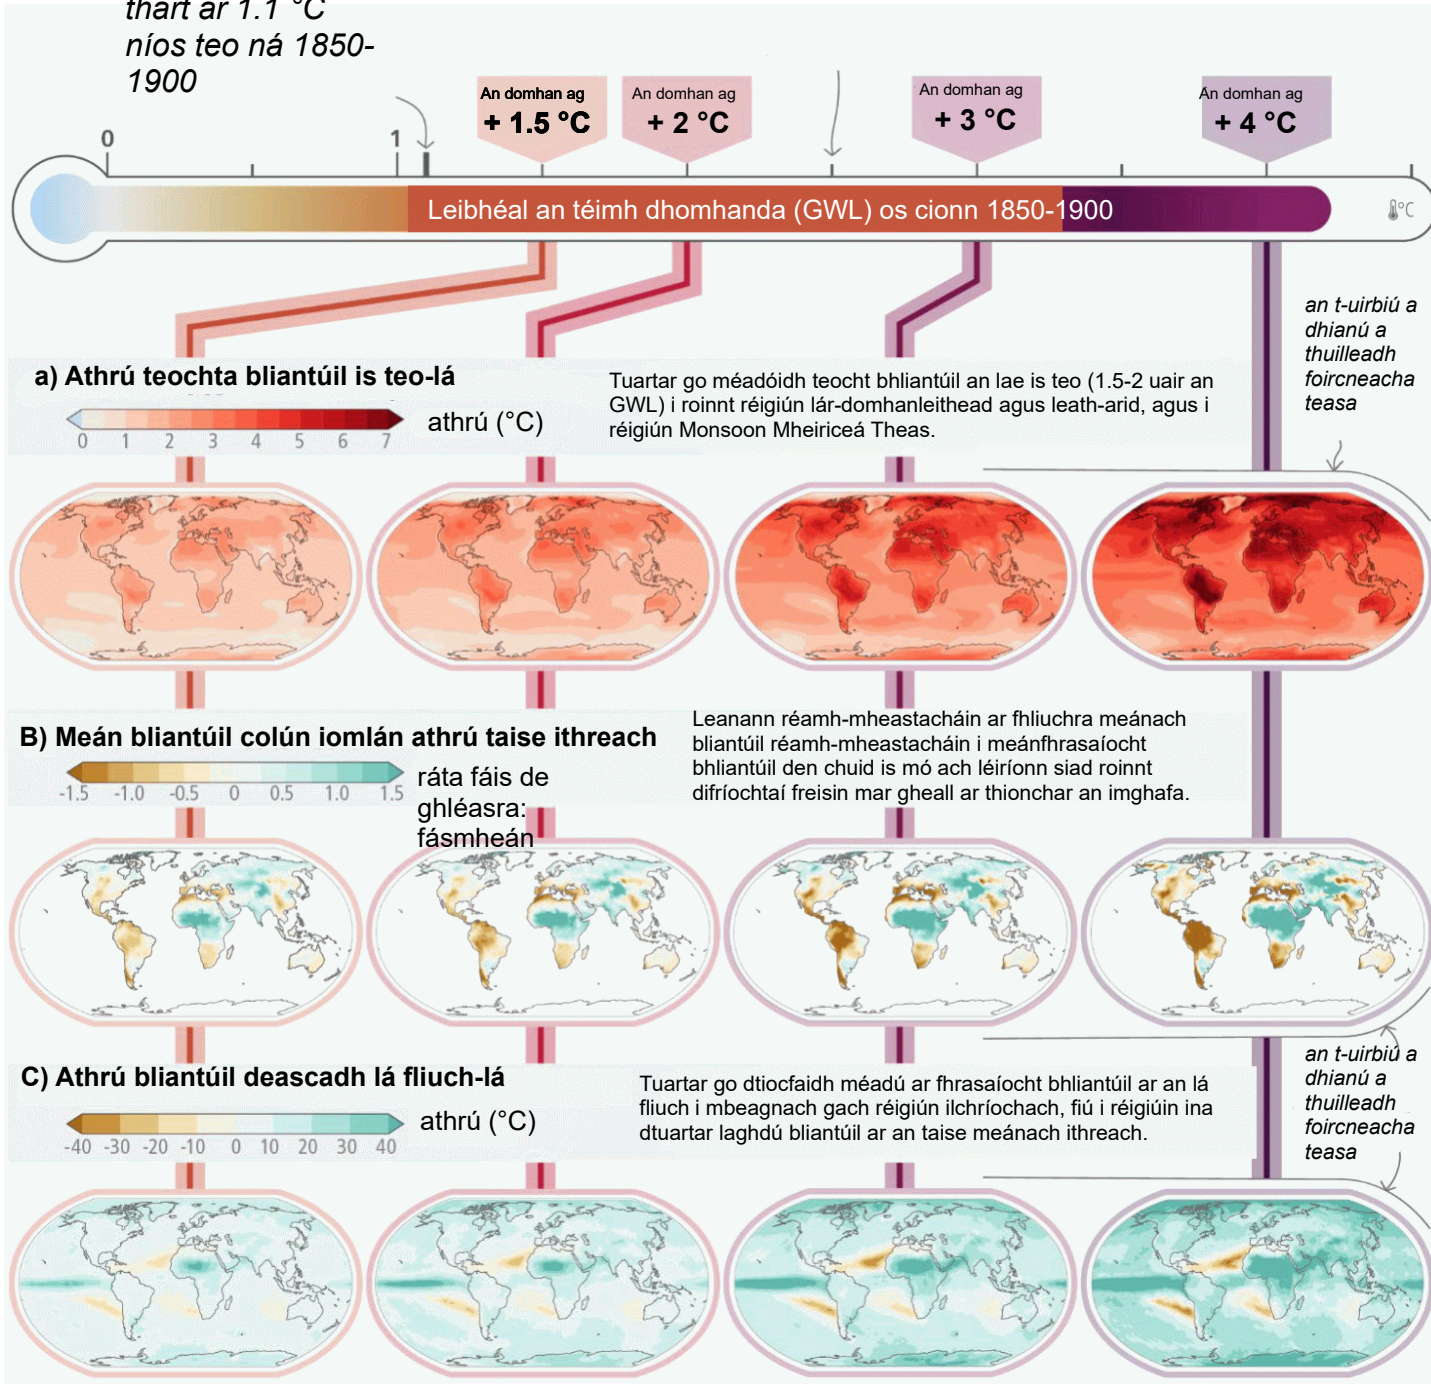 thart ar 1.1 °C
níos teo ná 1850-
1900
An domhan ag
+ 1.5 °C
An domhan ag
+ 2 °C
An domhan ag
+ 3 °C
An domhan ag
+ 4 °C
0
1
Leibhéal an téimh dhomhanda (GWL) os cionn 1850-1900
°C
an t-uirbiú a
dhianú a
thuilleadh
foircneacha
teasa
a) Athrú teochta bliantúil is teo-lá
0 1 2 3 4 5 6 7
athrú (°C)
Tuartar go méadóidh teocht bhliantúil an lae is teo (1.5-2 uair an
GWL) i roinnt réigiún lár-domhanleithead agus leath-arid, agus i
réigiún Monsoon Mheiriceá Theas.
B) Meán bliantúil colún iomlán athrú taise ithreach
-1.5 -1.0 -0.5 0 0.5 1.0 1.5
ráta fáis de
ghléasra:
fásmheán
Leanann réamh-mheastacháin ar fhliuchra meánach
bliantúil réamh-mheastacháin i meánfhrasaíocht
bhliantúil den chuid is mó ach léiríonn siad roinnt
difríochtaí freisin mar gheall ar thionchar an imghafa.
C) Athrú bliantúil deascadh lá fliuch-lá
-40 -30 -20 -10 0 10 20 30 40
athrú (°C)
Tuartar go dtiocfaidh méadú ar fhrasaíocht bhliantúil ar an lá
fliuch i mbeagnach gach réigiún ilchríochach, fiú i réigiúin ina
dtuartar laghdú bliantúil ar an taise meánach ithreach.
an t-uirbiú a
dhianú a
thuilleadh
foircneacha
teasa